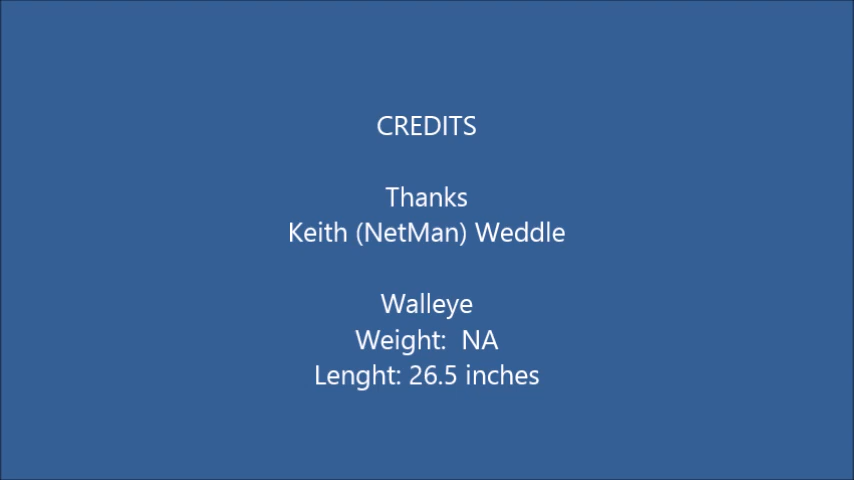 CREDITS
Thanks
Keith (NetMan) Weddle
Walleye
Weight:  NA
Lenght: 26.5 inches